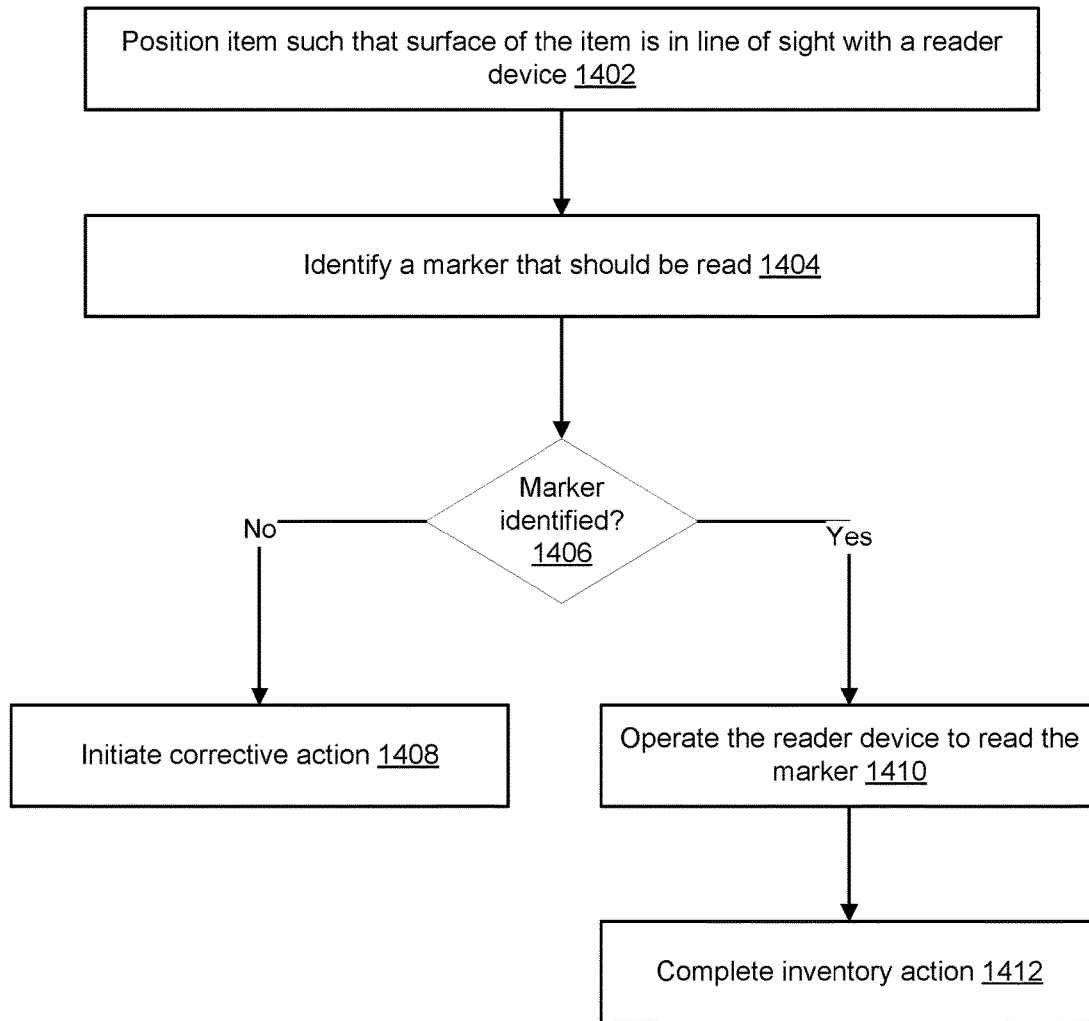 Position item such that surface of the item is in line of sight with a reader
device 1402
Identify a marker that should be read 1404
Marker
identified?
1406
No
Yes
Initiate corrective action 1408
Operate the reader device to read the
marker 1410
Complete inventory action 1412